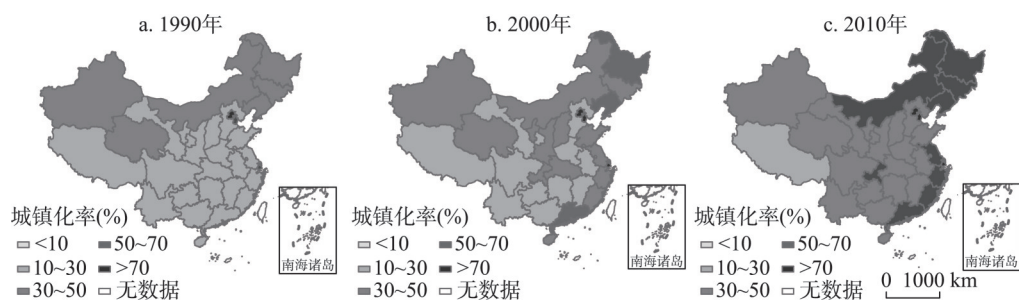 a. 1990年
城镇化率(%)
<10
50~70
10~30
>70
30~50
无数据
南海诸岛
b. 2000年
城镇化率(%)
<10
50~70
10~30
>70
30~50
无数据
南海诸岛
c. 2010年
城镇化率(%)
<10
50~70
10~30
>70
30~50
无数据
0 1000 km
南海诸岛